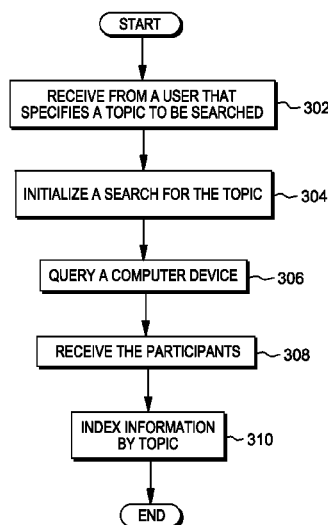 START
RECEIVE FROM A USER THAT
SPECIFIES A TOPIC TO BE SEARCHED
302
INITIALIZE A SEARCH FOR THE TOPIC
304
QUERY A COMPUTER DEVICE
306
RECEIVE THE PARTICIPANTS
308
INDEX INFORMATION
BY TOPIC
310
END